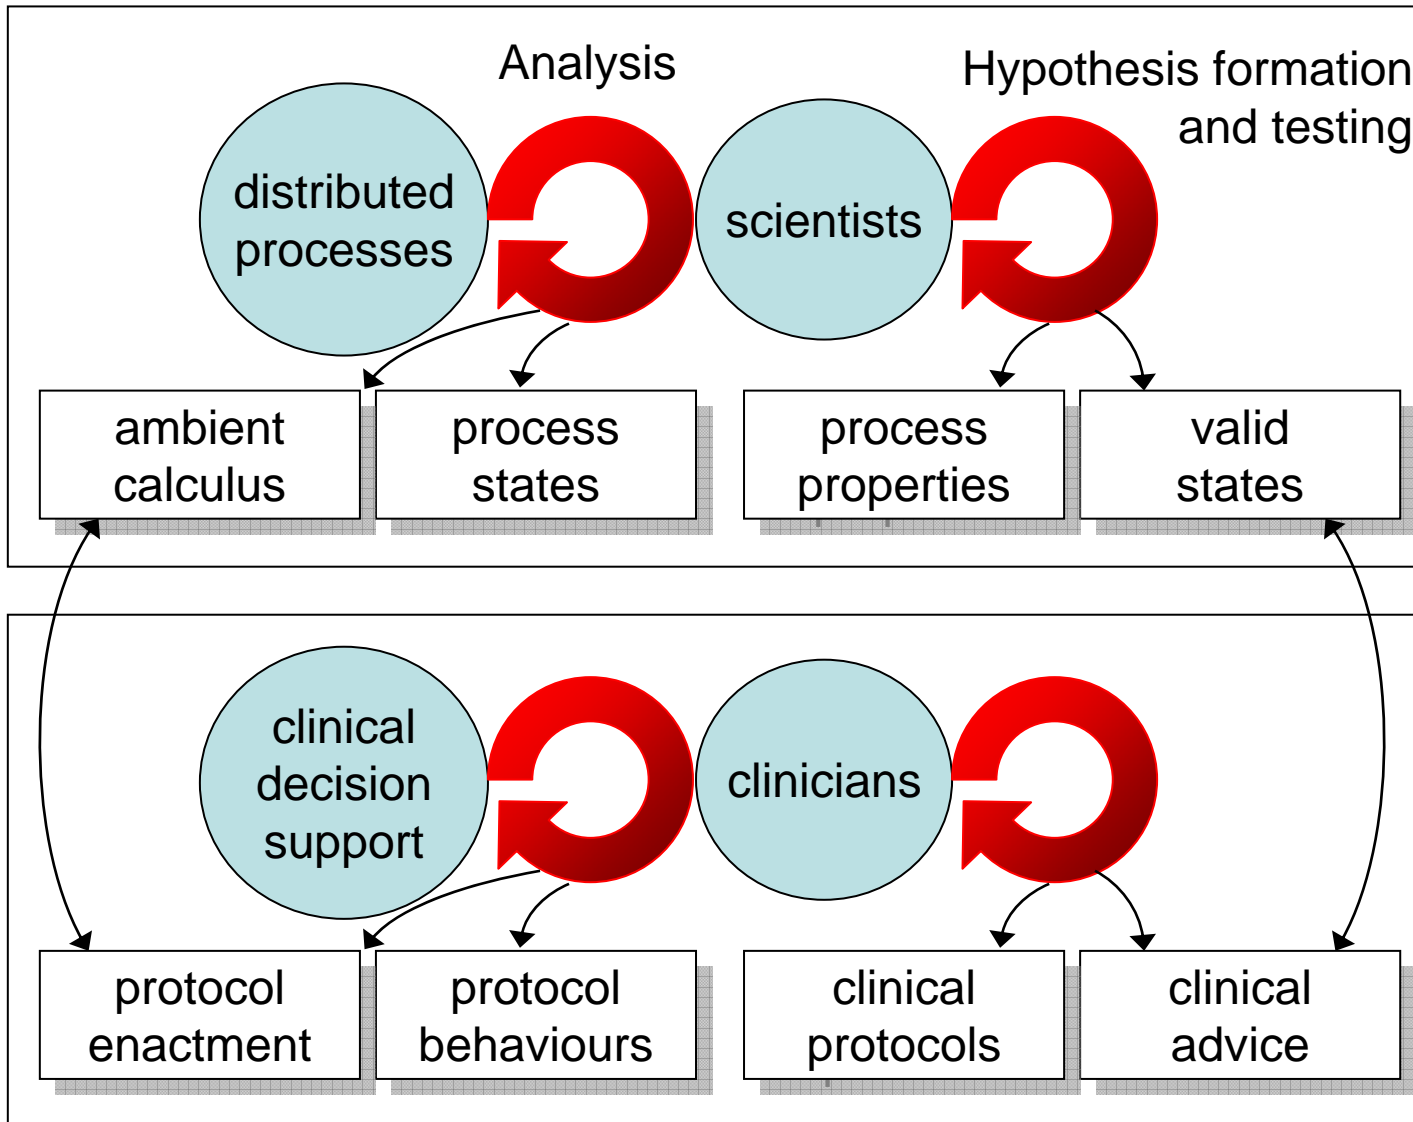 Analysis
Hypothesis formation
and testing
distributed
processes
scientists
ambient
calculus
process
states
process
properties
valid
states
clinical
decision
support
clinicians
protocol
enactment
protocol
behaviours
clinical
protocols
clinical
advice